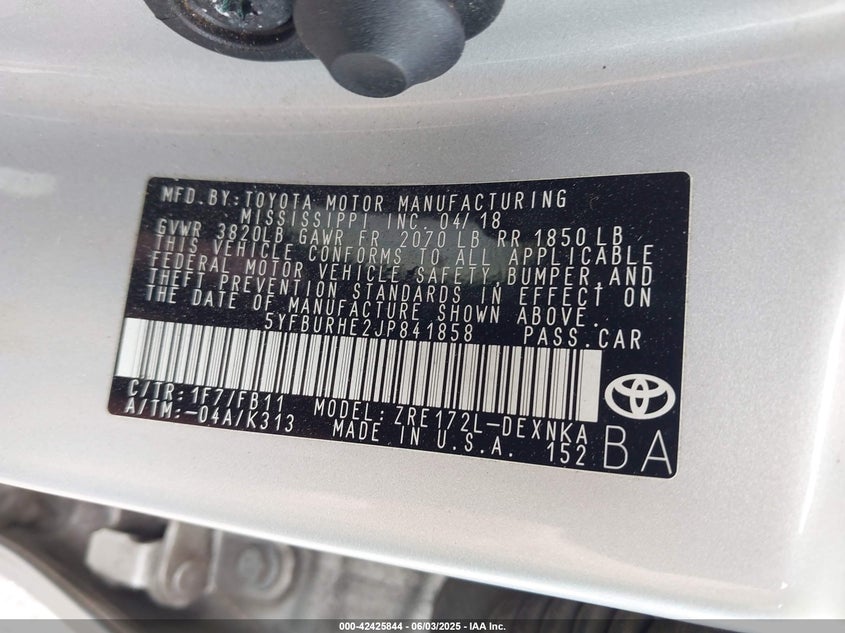 MFD.BY:TOYOTA MOTOR MANUFACTURING
MISSISSIPPI INC. 04/18
GVWR 3820LB GAWR FR 2070 LB RR 1850 LB
THIS VEHICLE CONFORMS TO ALL APPLICABLE
FEDERAL MOTOR VEHICLE SAFETY,BUMPER,AND
THEFT PREVENTION STANDARDS IN EFFECT ON
THE DATE OF MANUFACTURE SHOWN ABOVE.
5YFBURHE2JP841858 PASS.CAR
C/TR:1F7/FB11 MODEL:ZRE172L-DEXNKA
A/TM:-04A/K313 MADE IN U.S.A. 152
BA
000-42425844 - 06/03/2025 - IAA Inc.